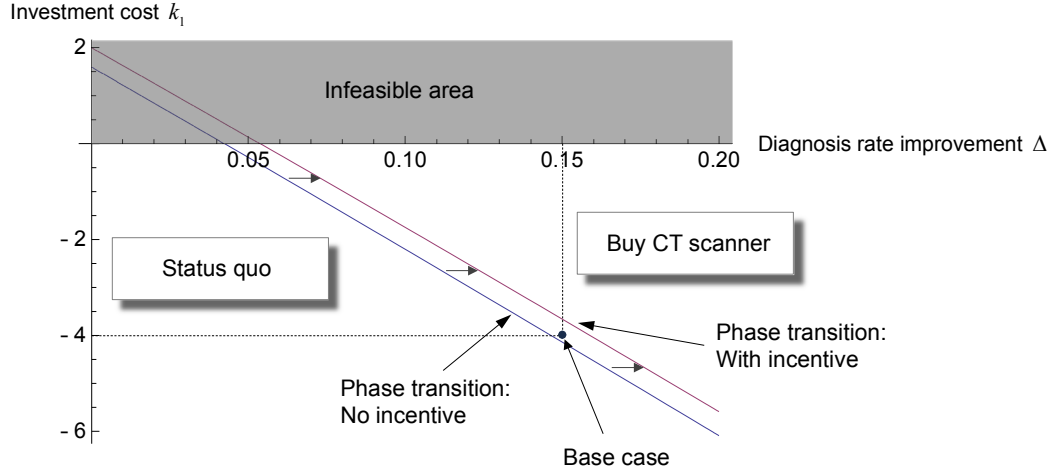 Investment cost k₁
2
Infeasible area
0.05
0.10
0.15
0.20
Diagnosis rate improvement Δ
- 2
Status quo
Buy CT scanner
- 4
Phase transition:
With incentive
Phase transition:
No incentive
- 6
Base case